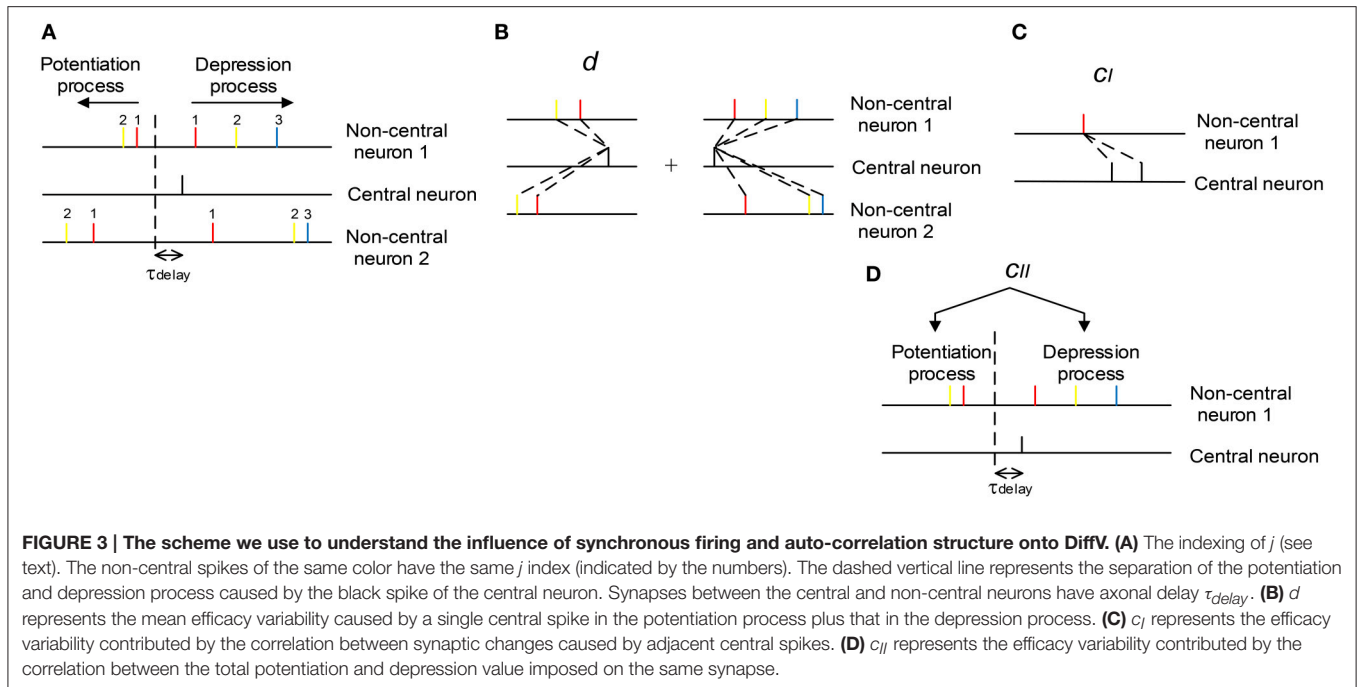 A
Potentiation
process
Depression
process
2 1 1 2 3
Non-central
neuron 1
Central neuron
2 1 1 2 3
Non-central
neuron 2
τdelay
B
d
+
Non-central
neuron 1
Central neuron
Non-central
neuron 2
C
CI
Non-central
neuron 1
Central neuron
D
CII
Potentiation
process
Depression
process
Non-central
neuron 1
Central neuron
τdelay
FIGURE 3 | The scheme we use to understand the influence of synchronous firing and auto-correlation structure onto DiffV. (A) The indexing of j (see
text). The non-central spikes of the same color have the same j index (indicated by the numbers). The dashed vertical line represents the separation of the potentiation
and depression process caused by the black spike of the central neuron. Synapses between the central and non-central neurons have axonal delay τdelay. (B) d
represents the mean efficacy variability caused by a single central spike in the potentiation process plus that in the depression process. (C) cI represents the efficacy
variability contributed by the correlation between synaptic changes caused by adjacent central spikes. (D) cII represents the efficacy variability contributed by the
correlation between the total potentiation and depression value imposed on the same synapse.